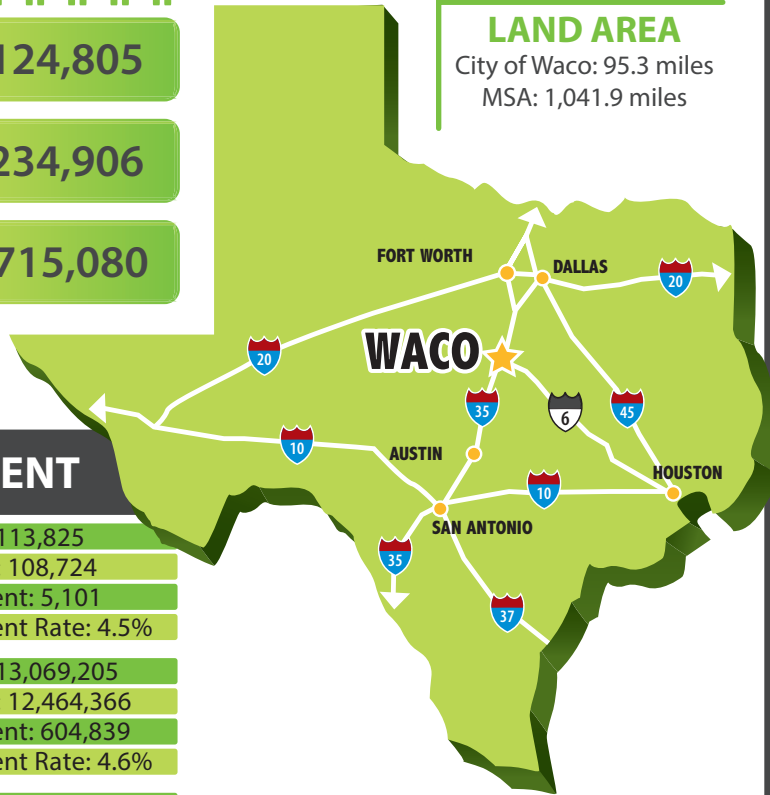 124,805
234,906
715,080
LAND AREA
City of Waco: 95.3 miles
MSA: 1,041.9 miles
FORT WORTH
DALLAS
20
20
WACO
35
6
45
10
AUSTIN
10
HOUSTON
SAN ANTONIO
35
37
ENT
113,825
108,724
ent: 5,101
ent Rate: 4.5%
13,069,205
12,464,366
ent: 604,839
ent Rate: 4.6%